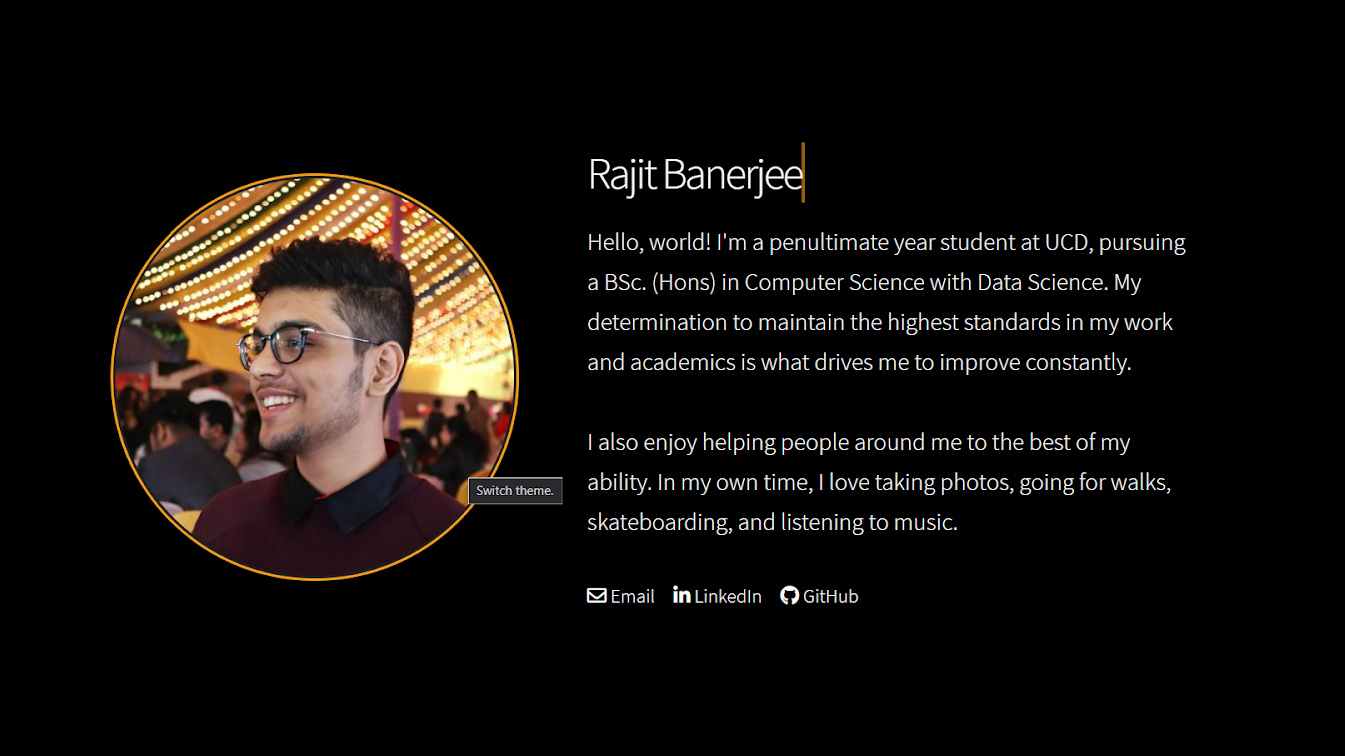 Rajit Banerjee
Hello, world! I'm a penultimate year student at UCD, pursuing
a BSc. (Hons) in Computer Science with Data Science. My
determination to maintain the highest standards in my work
and academics is what drives me to improve constantly.
I also enjoy helping people around me to the best of my
ability. In my own time, I love taking photos, going for walks,
skateboarding, and listening to music.
Switch theme.
Email LinkedIn GitHub